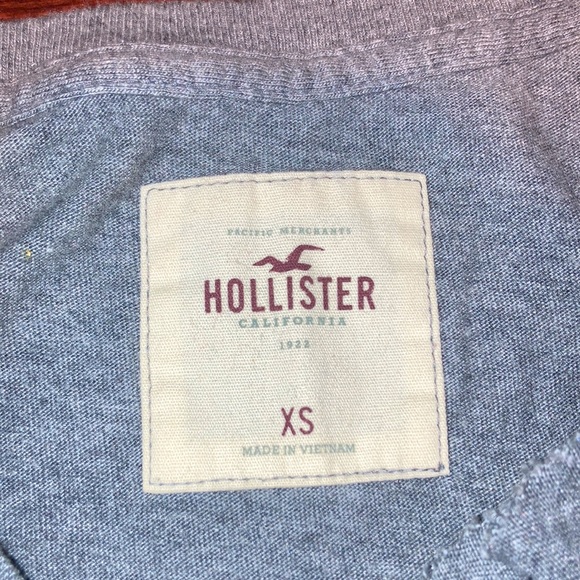 PACIFIC MERCHANTS
HOLLISTER
CALIFORNIA
1922
XS
MADE IN VIETNAM